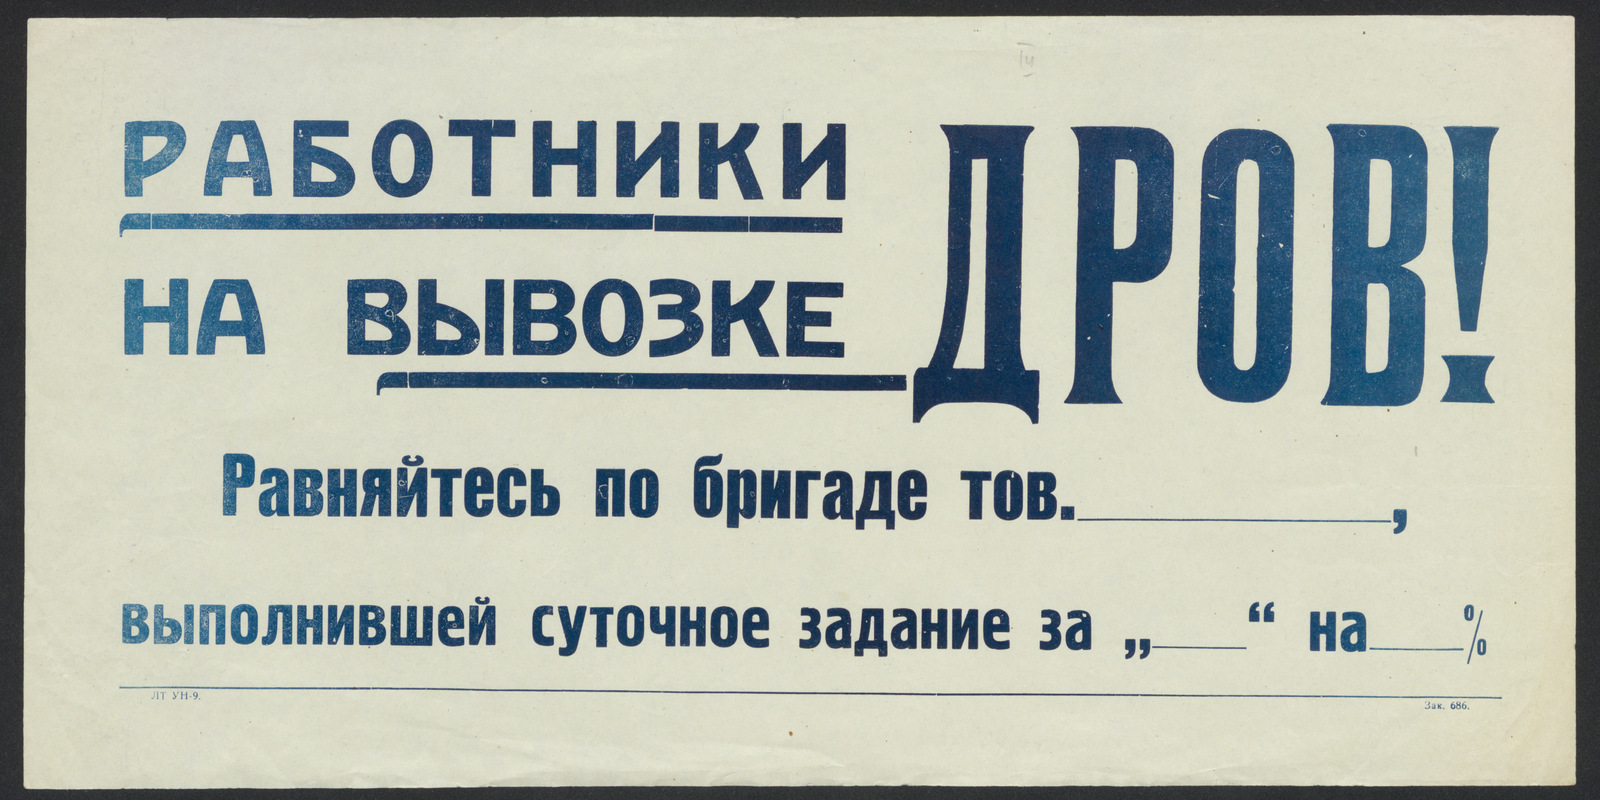 РАБОТНИКИ
НА ВЫВОЗКЕ
ДРОВ!
Равняйтесь по бригаде тов.__________,
выполнившей суточное задание за „___“ на___%
ЛТ УН-9.
Зак. 686.